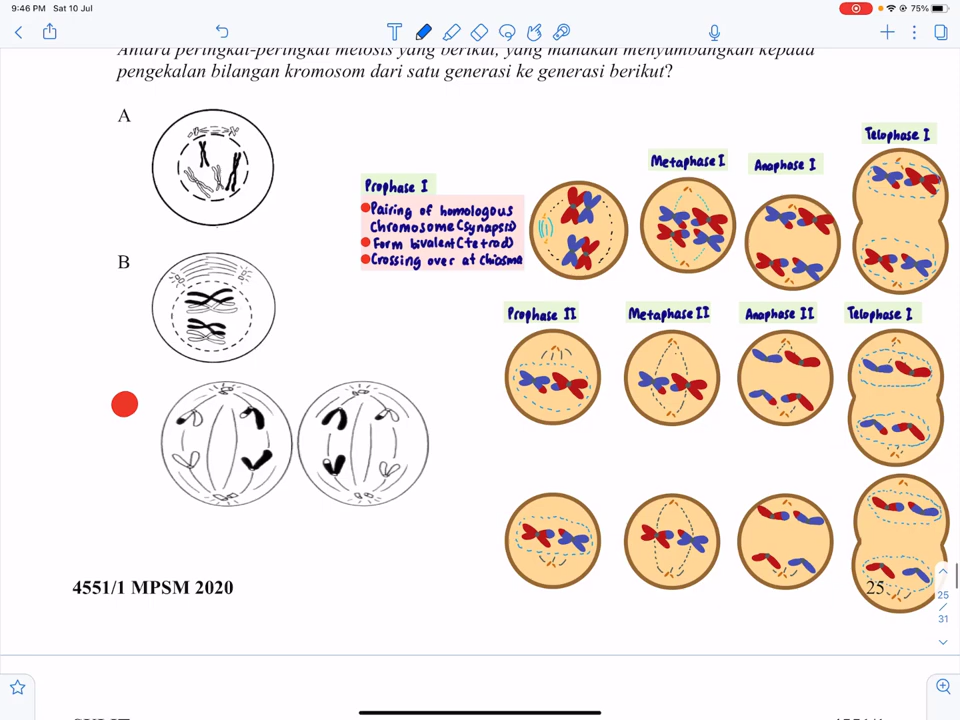 9:46 PM Sat 10 Jul
75%
Antara peringkat-peringkat meiosis yang berikut, yang manakah menyumbangkan kepada
pengekalan bilangan kromosom dari satu generasi ke generasi berikut?
A
Telophase I
Metaphase I
Anaphase I
Prophase I
Pairing of homologous
Chromosome (synapsis)
Form bivalent (tetrad)
Crossing over at chiasma
B
Prophase II
Metaphase II
Anaphase II
Telophase I
4551/1 MPSM 2020
25
25
/
31